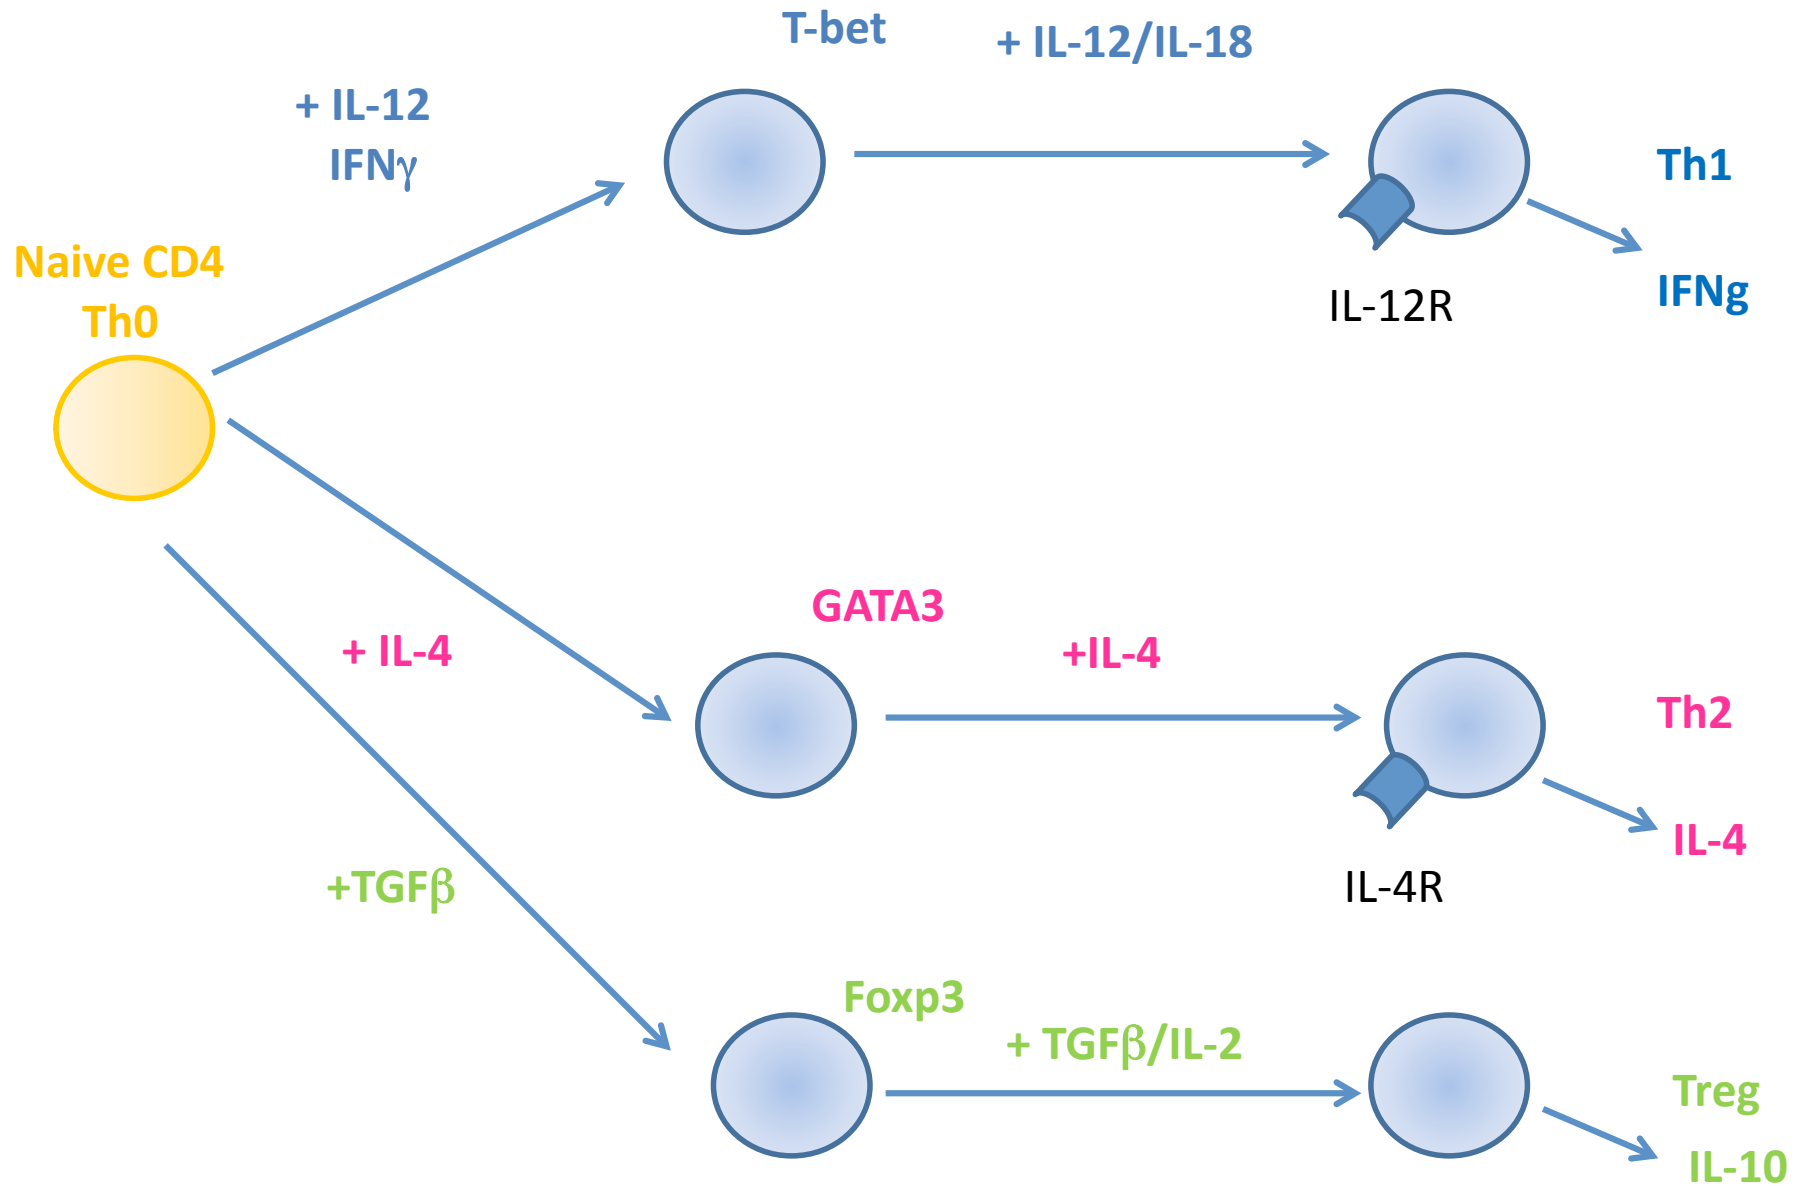 T-bet
+ IL-12/IL-18
+ IL-12
IFNγ
Th1
Naive CD4
Th0
IFNg
IL-12R
GATA3
+ IL-4
+IL-4
Th2
IL-4
+TGFβ
IL-4R
Foxp3
+ TGFβ/IL-2
Treg
IL-10